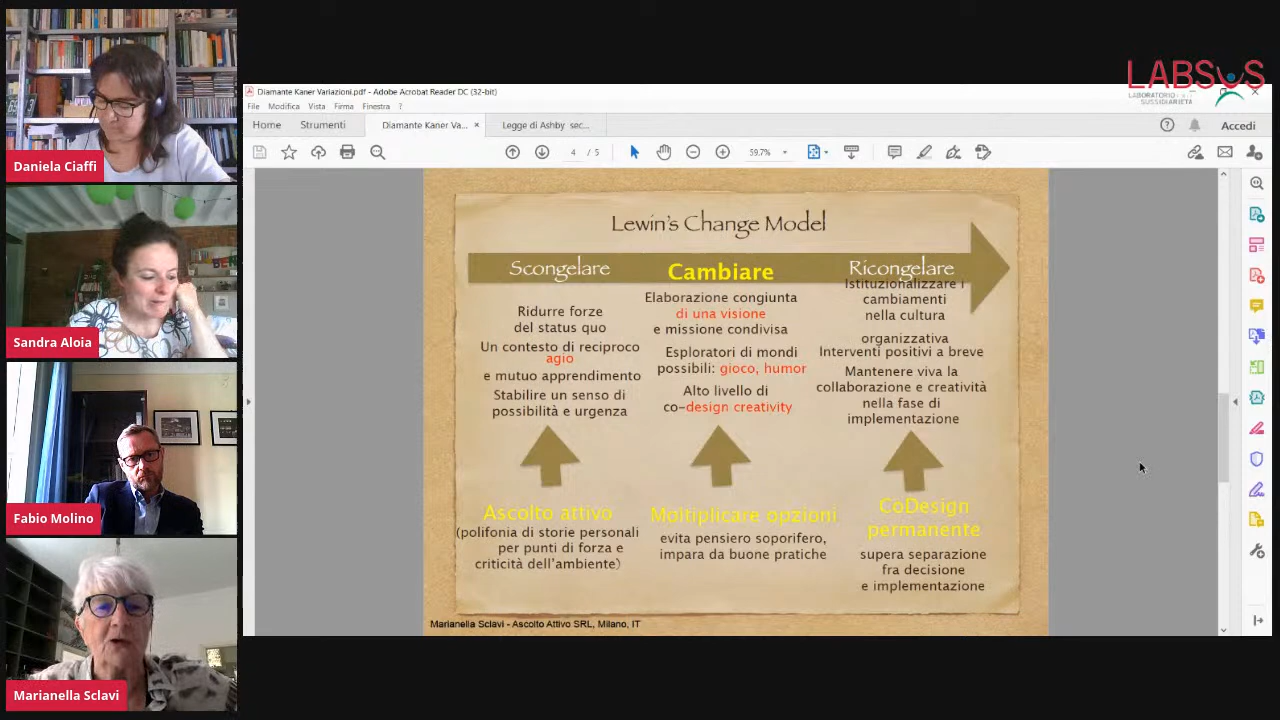 Daniela Ciaffi
Sandra Aloia
Fabio Molino
Marianella Sclavi
LABSUS
LABORATORIO
SUSSIDIARIETÀ
Diamante Kaner Variazioni.pdf - Adobe Acrobat Reader DC (32-bit)
File Modifica Vista Firma Finestra ?
Home Strumenti Diamante Kaner Va... × Legge di Ashby sec... Accedi
4 / 5 59.7%
Lewin's Change Model
Scongelare
Ridurre forze
del status quo
Un contesto di reciproco
agio
e mutuo apprendimento
Stabilire un senso di
possibilità e urgenza
Ascolto attivo
(polifonia di storie personali
per punti di forza e
criticità dell'ambiente)
Cambiare
Elaborazione congiunta
di una visione
e missione condivisa
Esploratori di mondi
possibili: gioco, humor
Alto livello di
co-design creativity
Moltiplicare opzioni
evita pensiero soporifero,
impara da buone pratiche
Ricongelare
Istituzionalizzare i
cambiamenti
nella cultura
organizzativa
Interventi positivi a breve
Mantenere viva la
collaborazione e creatività
nella fase di
implementazione
CoDesign
permanente
supera separazione
fra decisione
e implementazione
Marianella Sclavi - Ascolto Attivo SRL, Milano, IT